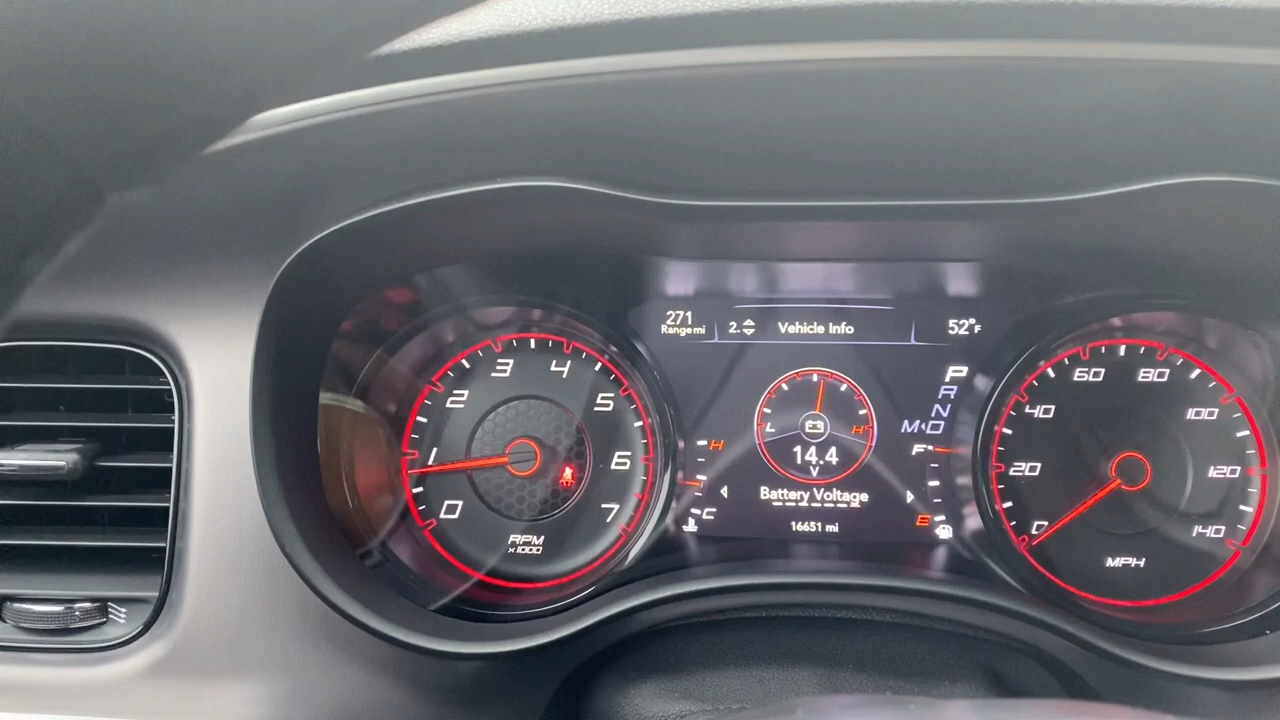 271
Range mi
2.
Vehicle Info
52°F
0
1
2
3
4
5
6
7
RPM
x1000
H
C
L
H
14.4
V
Battery Voltage
16651 mi
P
R
N
M D
F
E
0
20
40
60
80
100
120
140
MPH